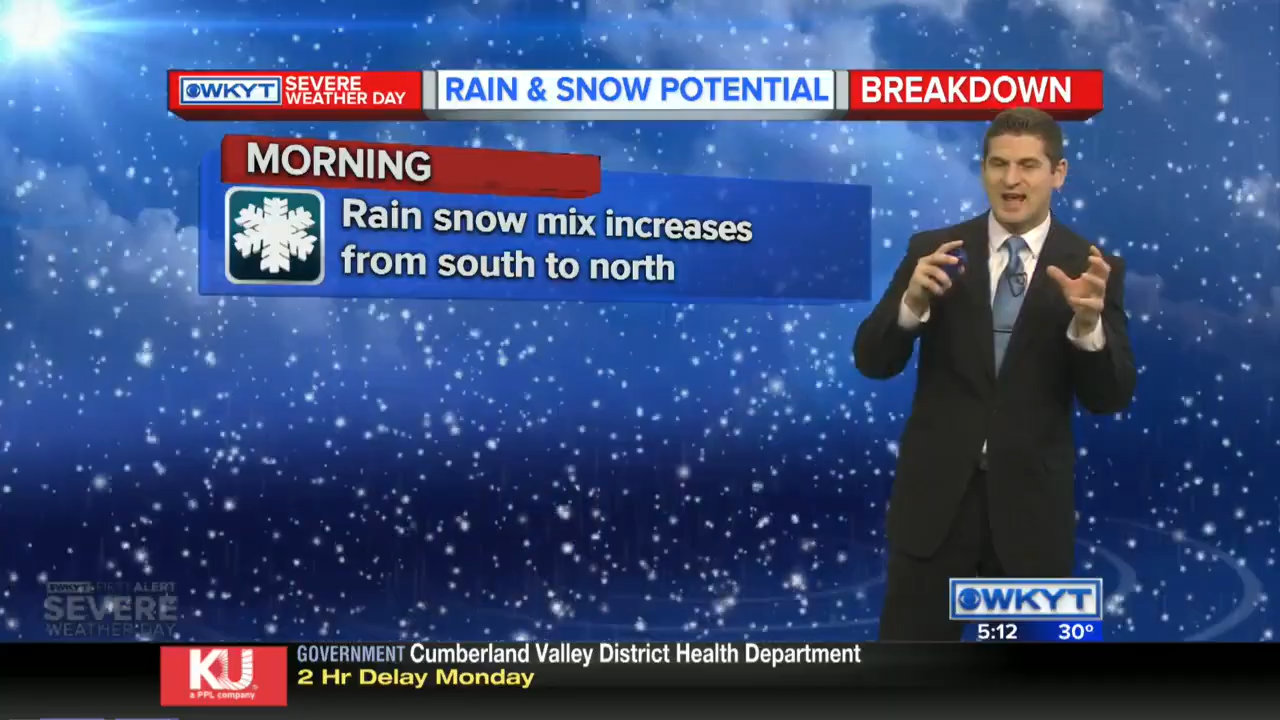 WKYT SEVERE WEATHER DAY
RAIN & SNOW POTENTIAL
BREAKDOWN
MORNING
Rain snow mix increases
from south to north
WKYT FIRST ALERT
SEVERE
WEATHER DAY
WKYT
5:12 30º
KU
a PPL company
GOVERNMENT Cumberland Valley District Health Department
2 Hr Delay Monday